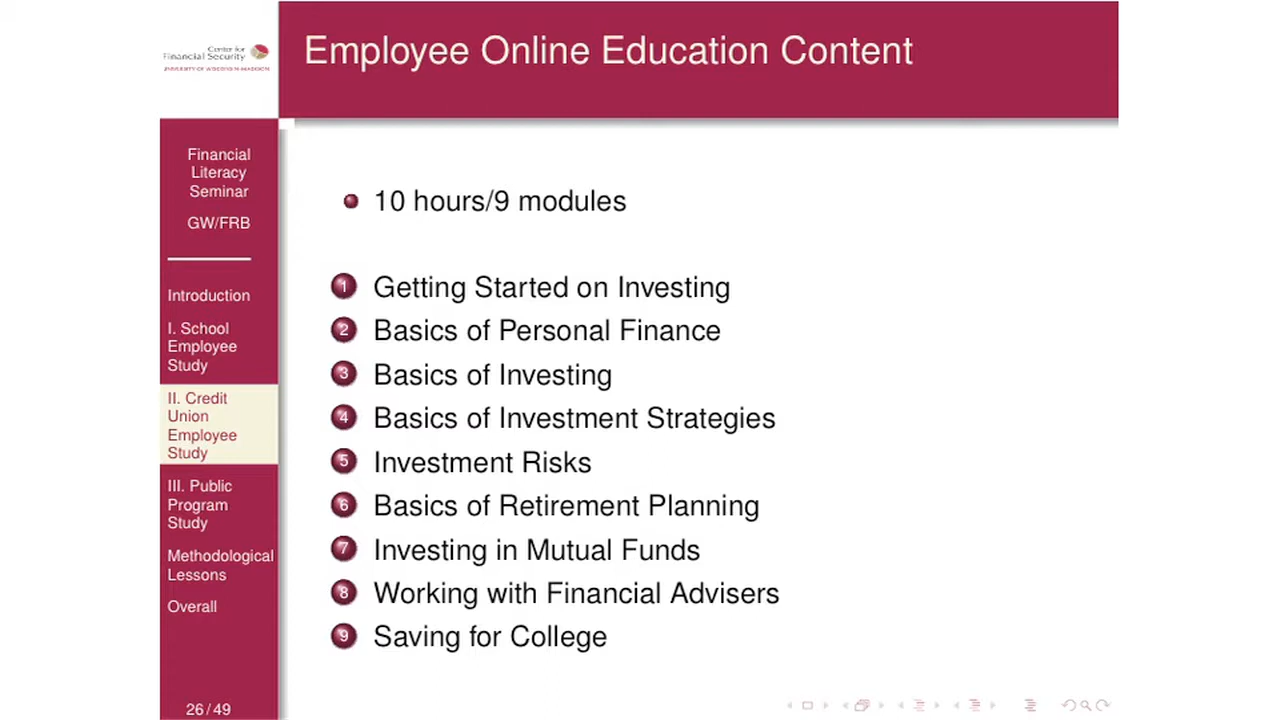 Center for
Financial Security
UNIVERSITY OF WISCONSIN-MADISON
Employee Online Education Content
Financial
Literacy
Seminar
GW/FRB
Introduction
I. School
Employee
Study
II. Credit
Union
Employee
Study
III. Public
Program
Study
Methodological
Lessons
Overall
26 / 49
10 hours/9 modules
1 Getting Started on Investing
2 Basics of Personal Finance
3 Basics of Investing
4 Basics of Investment Strategies
5 Investment Risks
6 Basics of Retirement Planning
7 Investing in Mutual Funds
8 Working with Financial Advisers
9 Saving for College